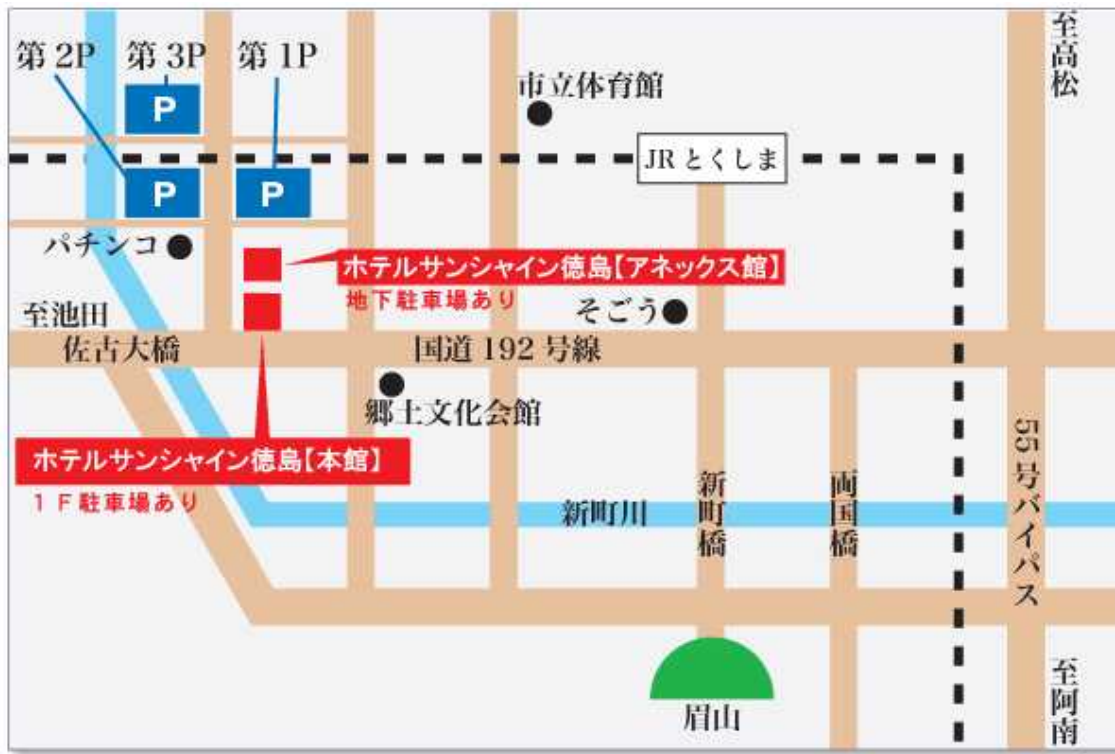 第2P
第3P
第1P
P
P
P
市立体育館
至高松
JRとくしま
パチンコ
ホテルサンシャイン徳島【アネックス館】
地下駐車場あり
そごう
至池田
佐古大橋
国道192号線
郷土文化会館
ホテルサンシャイン徳島【本館】
1F駐車場あり
新町川
新町橋
両国橋
55号バイパス
眉山
至阿南